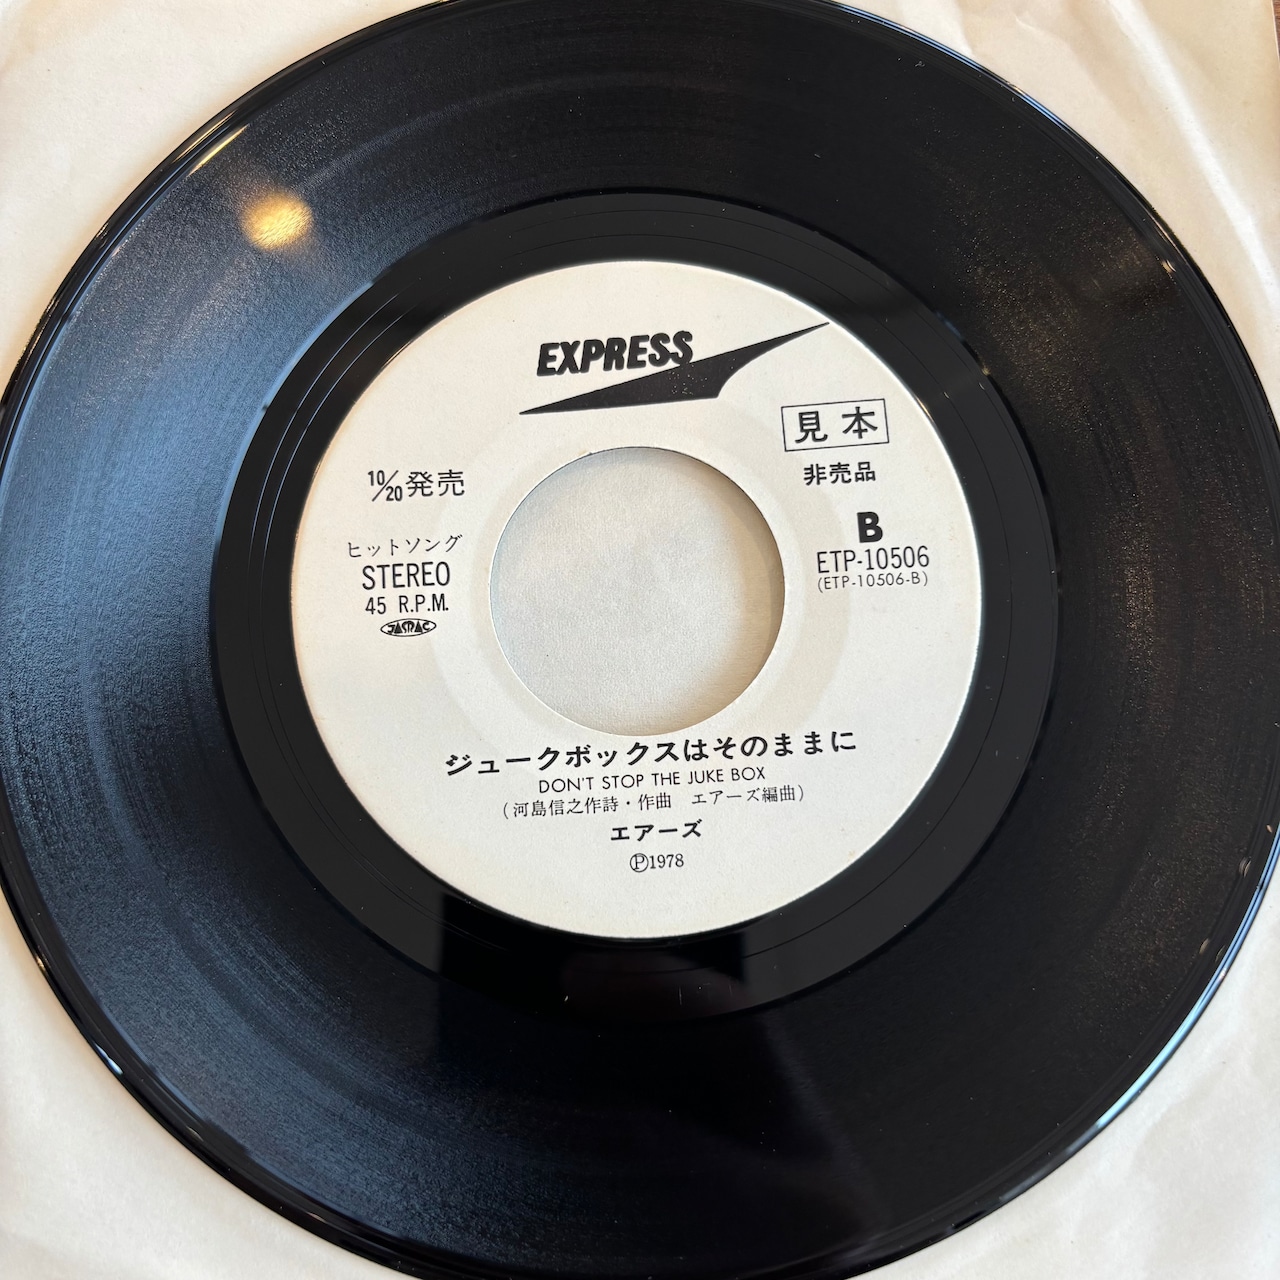 EXPRESS
見本
非売品
10/20発売
B
ETP-10506
(ETP-10506-B)
ヒットソング
STEREO
45 R.P.M.
JASRAC
ジュークボックスはそのままに
DON'T STOP THE JUKE BOX
(河島信之作詩・作曲 エアーズ編曲)
エアーズ
Ⓟ1978